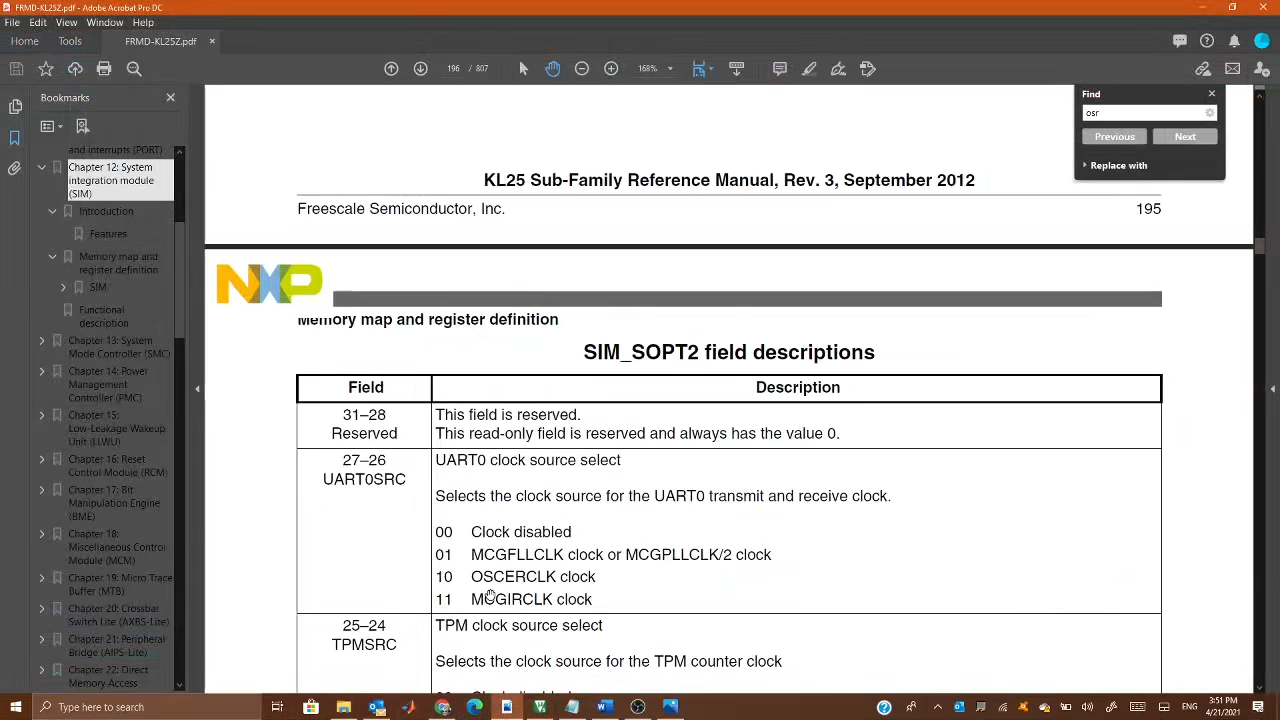 FRMD-KL25Z.pdf - Adobe Acrobat Pro DC
File Edit View Window Help
Home Tools FRMD-KL25Z.pdf ×
196 / 807 168%
Bookmarks
and interrupts (PORT)
Chapter 12: System
integration module
(SIM)
Introduction
Features
Memory map and
register definition
SIM
Functional
description
Chapter 13: System
Mode Controller (SMC)
Chapter 14: Power
Management
Controller (PMC)
Chapter 15:
Low-Leakage Wakeup
Unit (LLWU)
Chapter 16: Reset
Control Module (RCM)
Chapter 17: Bit
Manipulation Engine
(BME)
Chapter 18:
Miscellaneous Control
Module (MCM)
Chapter 19: Micro Trace
Buffer (MTB)
Chapter 20: Crossbar
Switch Lite (AXBS-Lite)
Chapter 21: Peripheral
Bridge (AIPS-Lite)
Chapter 22: Direct
Memory Access
Find
osr
Previous Next
Replace with
KL25 Sub-Family Reference Manual, Rev. 3, September 2012
Freescale Semiconductor, Inc. 195
NXP
Memory map and register definition
SIM_SOPT2 field descriptions
Field Description
31–28 This field is reserved.
Reserved This read-only field is reserved and always has the value 0.
27–26 UART0 clock source select
UART0SRC
Selects the clock source for the UART0 transmit and receive clock.
00 Clock disabled
01 MCGFLLCLK clock or MCGPLLCLK/2 clock
10 OSCERCLK clock
11 MCGIRCLK clock
25–24 TPM clock source select
TPMSRC
Selects the clock source for the TPM counter clock
Type here to search
3:51 PM
4/21/2021